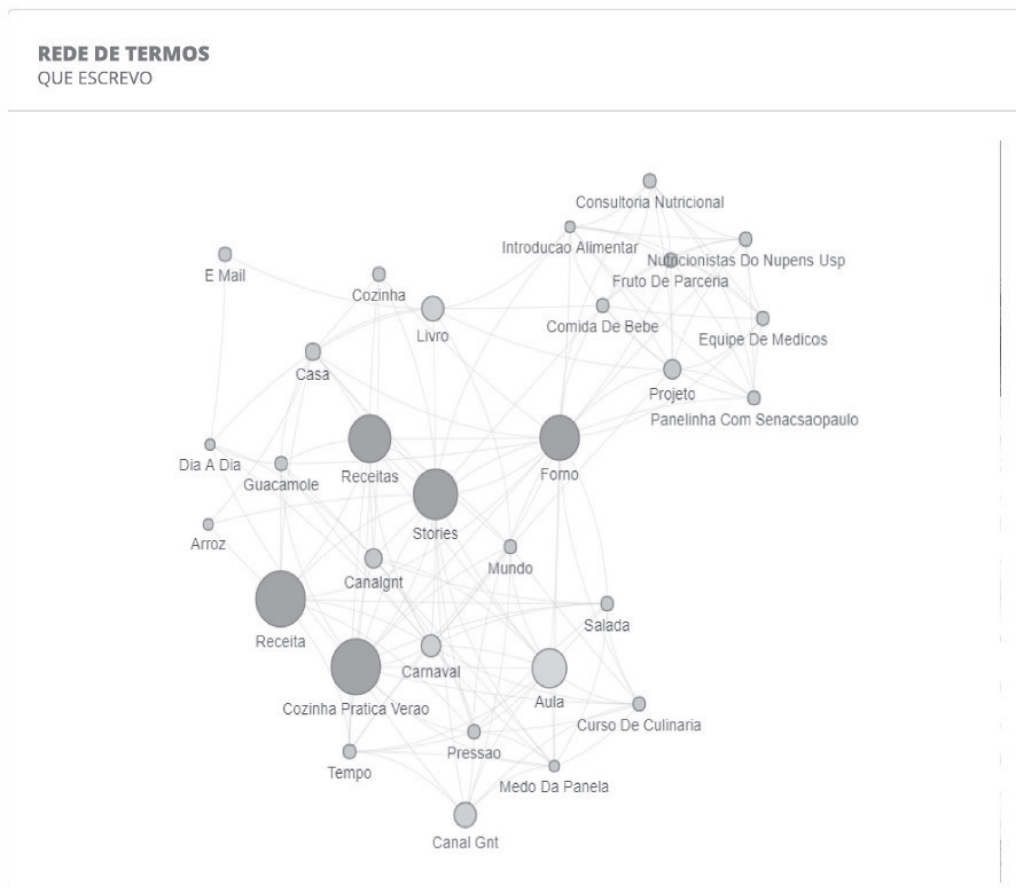 REDE DE TERMOS
QUE ESCREVO
Consultoria Nutricional
Introducao Alimentar
Nutricionistas Do Nupens Usp
E Mail
Fruto De Parceria
Cozinha
Comida De Bebe
Livro
Equipe De Medicos
Casa
Projeto
Panelinha Com Senacsaopaulo
Dia A Dia
Receitas
Forno
Guacamole
Stories
Arroz
Mundo
Canalgnt
Salada
Receita
Carnaval
Aula
Cozinha Pratica Verao
Curso De Culinaria
Pressao
Tempo
Medo Da Panela
Canal Gnt